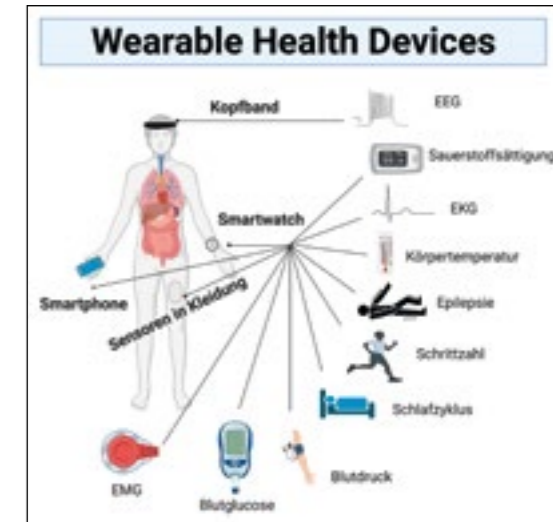 Wearable Health Devices
Kopfband
EEG
Sauerstoffsättigung
Smartwatch
EKG
Körpertemperatur
Smartphone
Sensoren in Kleidung
Epilepsie
Schrittzahl
Schlafzyklus
EMG
Blutglucose
Blutdruck